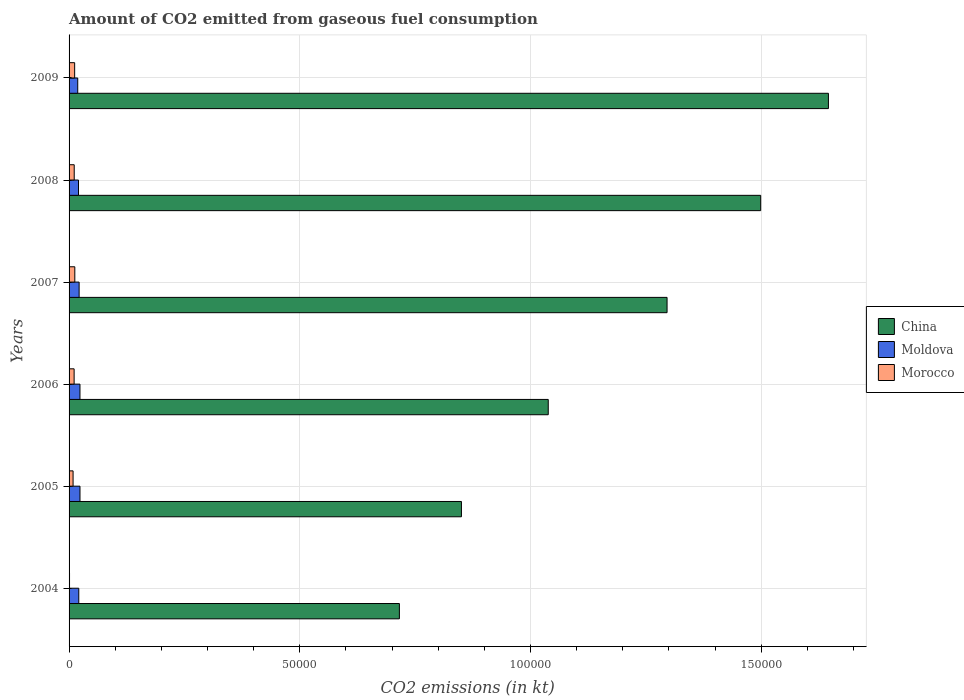 Amount of CO2 emitted from gaseous fuel consumption
2009
2008
2007
2006
2005
2004
Years
0
50000
100000
150000
CO2 emissions (in kt)
China
Moldova
Morocco